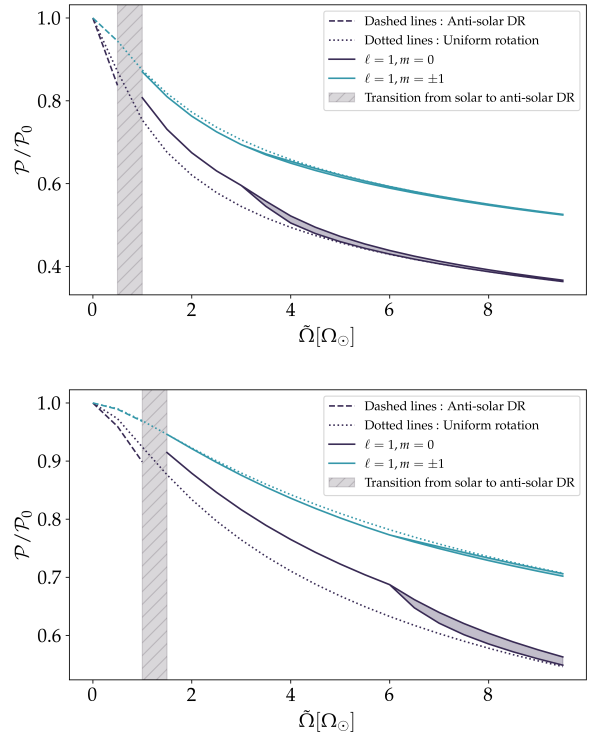 1.0
0.8
0.6
0.4
𝒫/𝒫₀
Dashed lines : Anti-solar DR
Dotted lines : Uniform rotation
ℓ = 1, m = 0
ℓ = 1, m = ±1
Transition from solar to anti-solar DR
0 2 4 6 8
Ω̃[Ω☉]
1.0
0.9
0.8
0.7
0.6
𝒫/𝒫₀
Dashed lines : Anti-solar DR
Dotted lines : Uniform rotation
ℓ = 1, m = 0
ℓ = 1, m = ±1
Transition from solar to anti-solar DR
0 2 4 6 8
Ω̃[Ω☉]